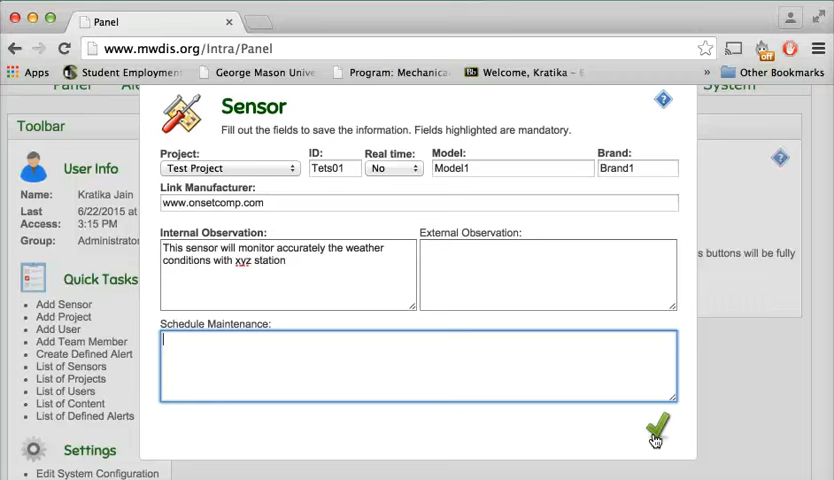 Panel
www.mwdis.org/Intra/Panel
Apps Student Employment George Mason Unive Program: Mechanica Welcome, Kratika – E » Other Bookmarks
System
Sensor
Fill out the fields to save the information. Fields highlighted are mandatory.
Toolbar
Project: ID: Real time: Model: Brand:
Test Project Tets01 No Model1 Brand1
User Info
Link Manufacturer:
www.onsetcomp.com
Name: Kratika Jain
Last Access: 6/22/2015 at 3:15 PM
Group: Administrator
Internal Observation: External Observation:
This sensor will monitor accurately the weather
conditions with xyz station
s buttons will be fully
Quick Tasks
Add Sensor
Add Project
Add User
Add Team Member
Create Defined Alert
List of Sensors
List of Projects
List of Users
List of Content
List of Defined Alerts
Schedule Maintenance:
Settings
Edit System Configuration
off